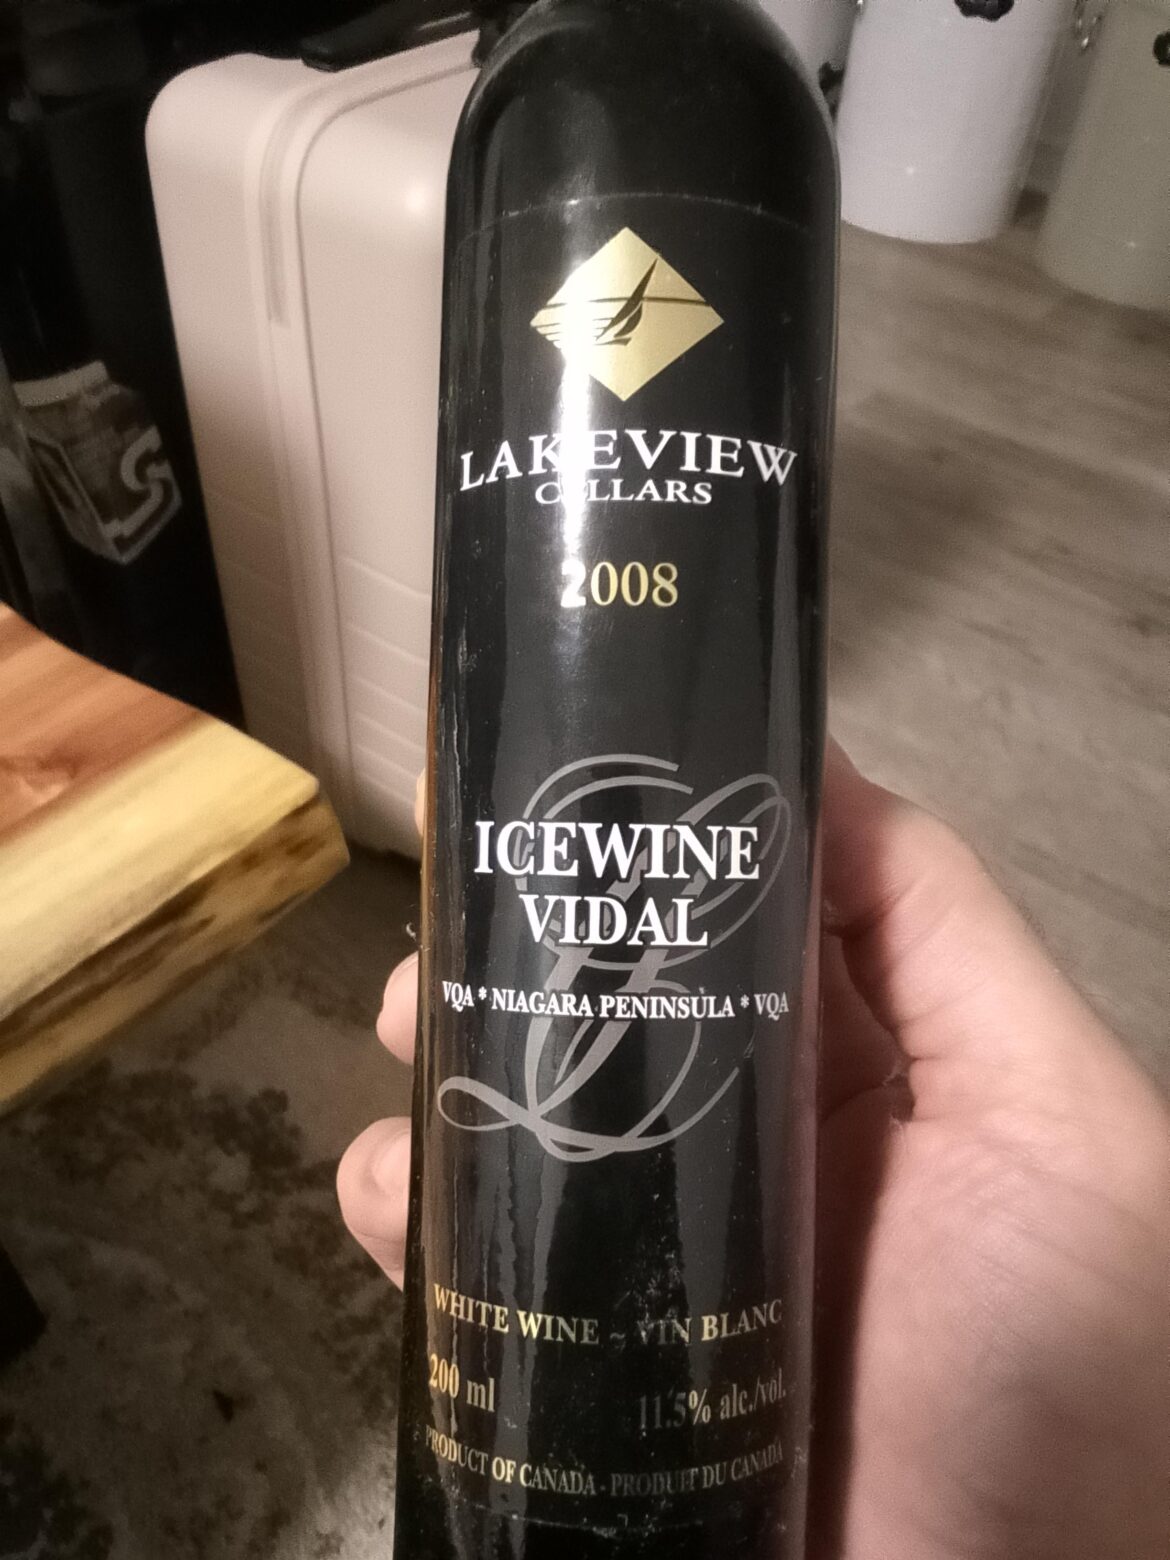 LAKEVIEW
CELLARS
2008
ICEWINE
VIDAL
VQA * NIAGARA PENINSULA * VQA
WHITE WINE ~ VIN BLANC
200 ml 11.5% alc./vol.
PRODUCT OF CANADA - PRODUIT DU CANADA